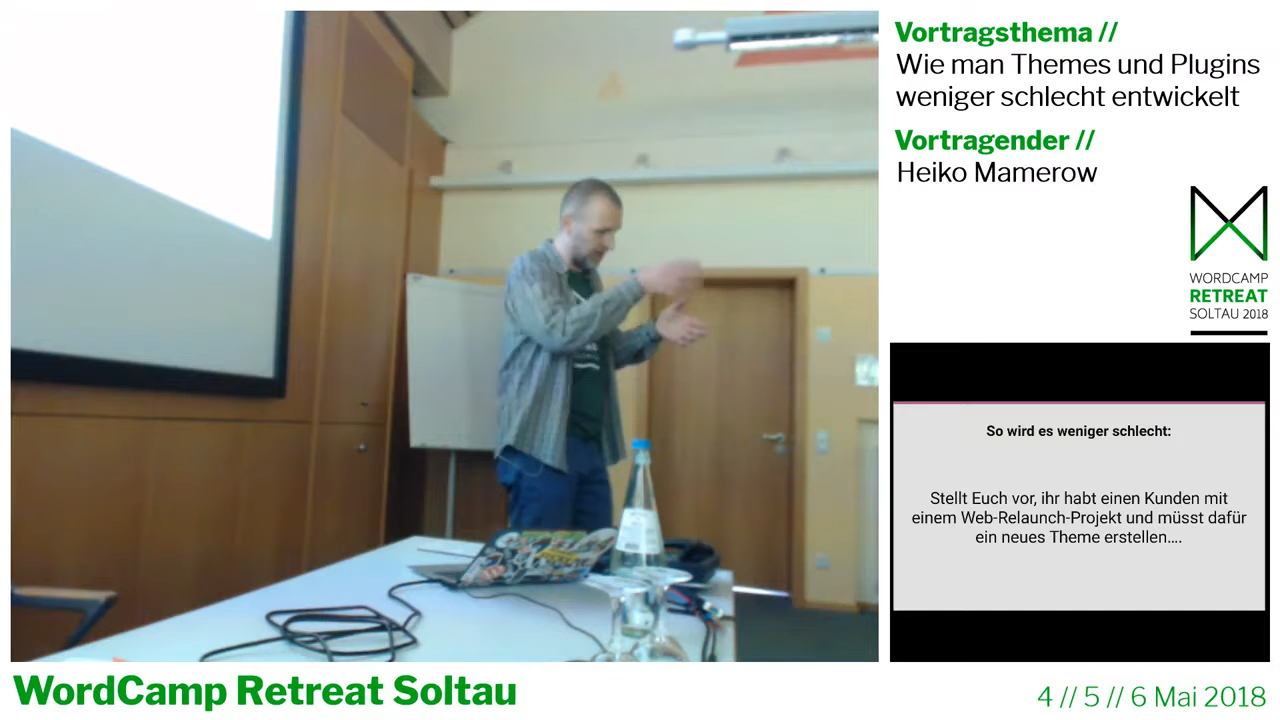 Vortragsthema //
Wie man Themes und Plugins
weniger schlecht entwickelt
Vortragender //
Heiko Mamerow
WORDCAMP
RETREAT
SOLTAU 2018
So wird es weniger schlecht:
Stellt Euch vor, ihr habt einen Kunden mit
einem Web-Relaunch-Projekt und müsst dafür
ein neues Theme erstellen....
WordCamp Retreat Soltau
4 // 5 // 6 Mai 2018